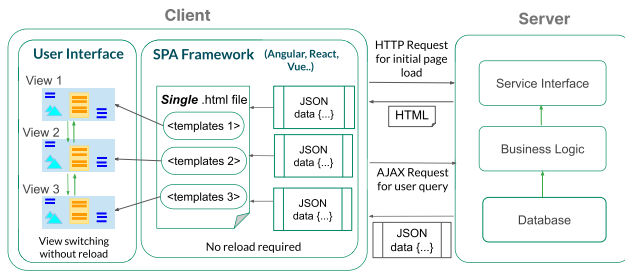 Client
Server
User Interface
SPA Framework
(Angular, React,
Vue..)
View 1
View 2
View 3
View switching
without reload
Single .html file
<templates 1>
<templates 2>
<templates 3>
JSON
data {...}
JSON
data {...}
JSON
data {...}
No reload required
HTTP Request
for initial page
load
HTML
AJAX Request
for user query
JSON
data {...}
Service Interface
Business Logic
Database